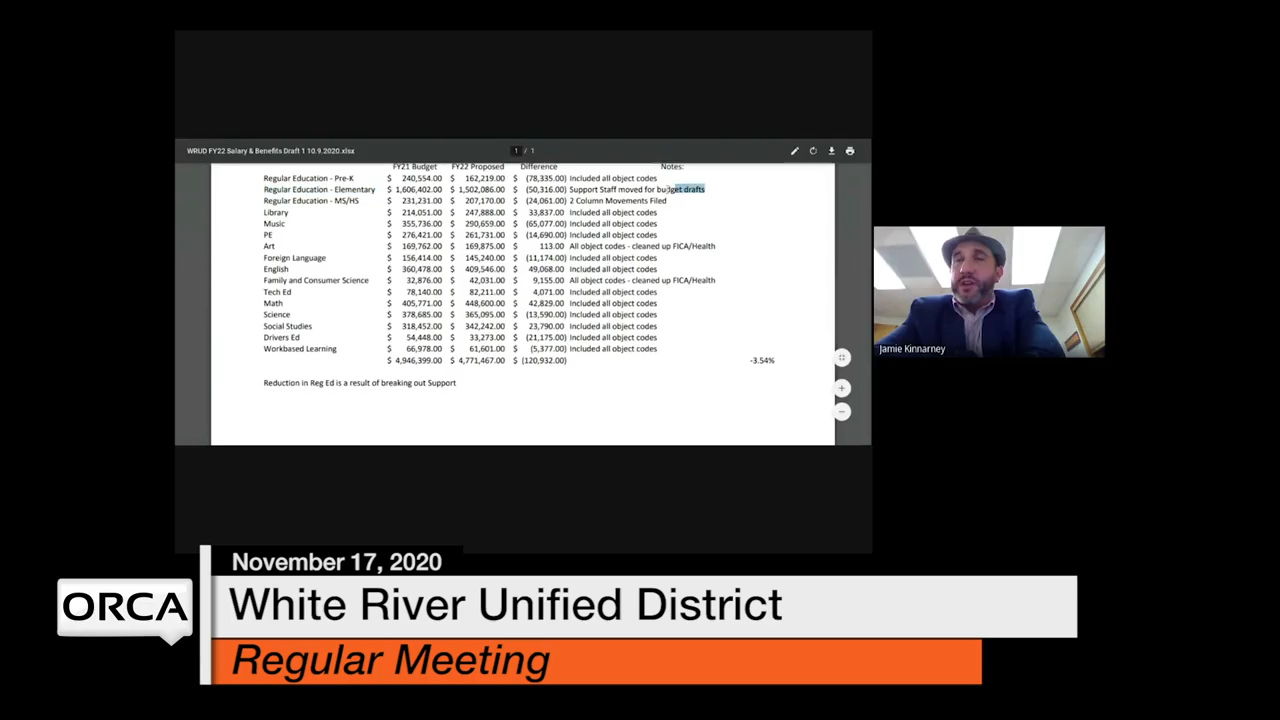 WRUD FY22 Salary & Benefits Draft 1 10.9.2020.xlsx 1 / 1
FY21 Budget FY22 Proposed Difference Notes:
Regular Education - Pre-K $ 240,554.00 $ 162,219.00 $ (78,335.00) Included all object codes
Regular Education - Elementary $ 1,606,402.00 $ 1,502,086.00 $ (50,316.00) Support Staff moved for budget drafts
Regular Education - MS/HS $ 231,231.00 $ 207,170.00 $ (24,061.00) 2 Column Movements Filed
Library $ 214,051.00 $ 247,888.00 $ 33,837.00 Included all object codes
Music $ 355,736.00 $ 290,659.00 $ (65,077.00) Included all object codes
PE $ 276,421.00 $ 261,731.00 $ (14,690.00) Included all object codes
Art $ 169,762.00 $ 169,875.00 $ 113.00 All object codes - cleaned up FICA/Health
Foreign Language $ 156,414.00 $ 145,240.00 $ (11,174.00) Included all object codes
English $ 360,478.00 $ 409,546.00 $ 49,068.00 Included all object codes
Family and Consumer Science $ 32,876.00 $ 42,031.00 $ 9,155.00 All object codes - cleaned up FICA/Health
Tech Ed $ 78,140.00 $ 82,211.00 $ 4,071.00 Included all object codes
Math $ 405,771.00 $ 448,600.00 $ 42,829.00 Included all object codes
Science $ 378,685.00 $ 365,095.00 $ (13,590.00) Included all object codes
Social Studies $ 318,452.00 $ 342,242.00 $ 23,790.00 Included all object codes
Drivers Ed $ 54,448.00 $ 33,273.00 $ (21,175.00) Included all object codes
Workbased Learning $ 66,978.00 $ 61,601.00 $ (5,377.00) Included all object codes
$ 4,946,399.00 $ 4,771,467.00 $ (120,932.00) -3.54%
Reduction in Reg Ed is a result of breaking out Support
Jamie Kinnarney
November 17, 2020
ORCA
White River Unified District
Regular Meeting